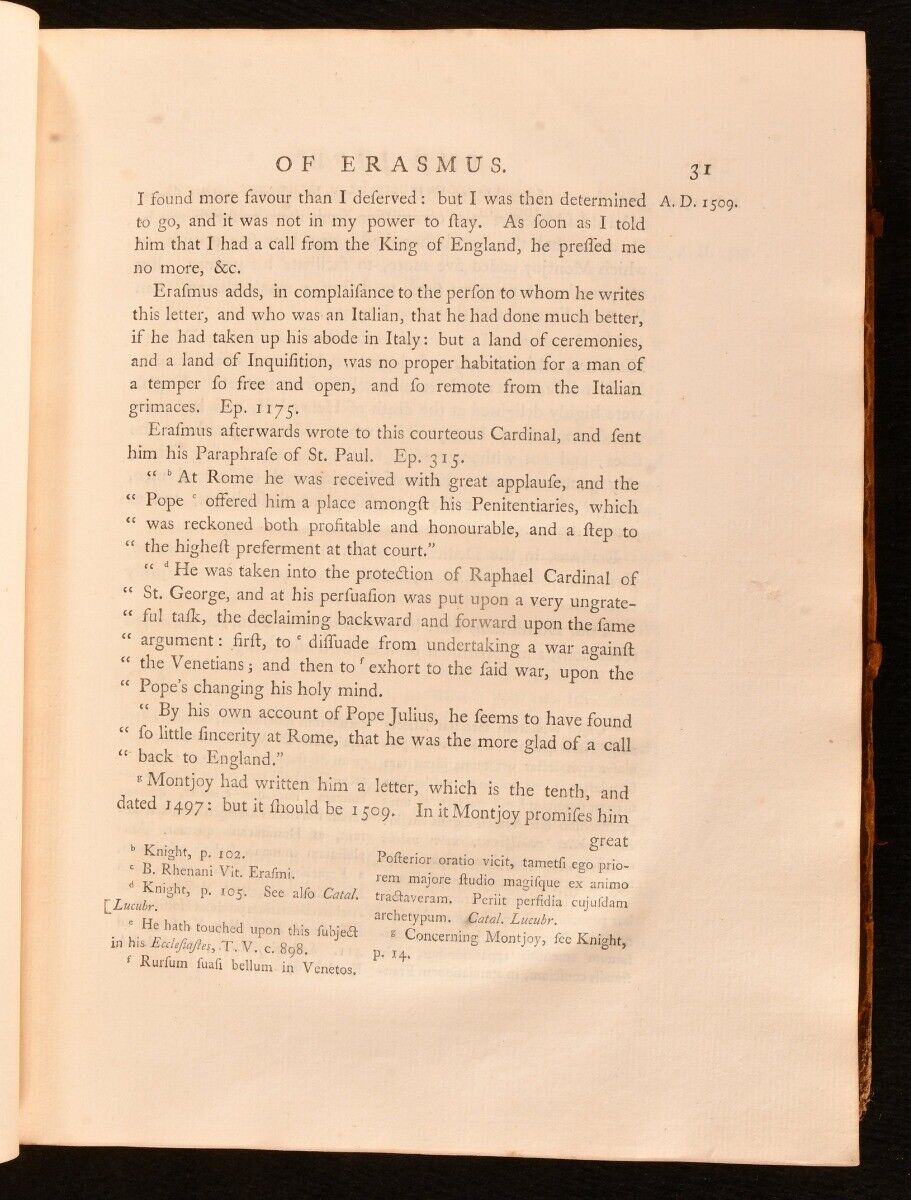 OF ERASMUS. 31
I found more favour than I deſerved: but I was then determined A. D. 1509.
to go, and it was not in my power to ſtay. As ſoon as I told
him that I had a call from the King of England, he preſſed me
no more, &c.
Eraſmus adds, in complaiſance to the perſon to whom he writes
this letter, and who was an Italian, that he had done much better,
if he had taken up his abode in Italy: but a land of ceremonies,
and a land of Inquiſition, was no proper habitation for a man of
a temper ſo free and open, and ſo remote from the Italian
grimaces. Ep. 1175.
Eraſmus afterwards wrote to this courteous Cardinal, and ſent
him his Paraphraſe of St. Paul. Ep. 315.
“ ᵇ At Rome he was received with great applauſe, and the
“ Pope ᶜ offered him a place amongſt his Penitentiaries, which
“ was reckoned both profitable and honourable, and a ſtep to
“ the higheſt preferment at that court.”
“ ᵈ He was taken into the protection of Raphael Cardinal of
“ St. George, and at his perſuaſion was put upon a very ungrate-
“ ful taſk, the declaiming backward and forward upon the ſame
“ argument: firſt, to ᵉ diſſuade from undertaking a war againſt
“ the Venetians; and then to ᶠ exhort to the ſaid war, upon the
“ Pope's changing his holy mind.
“ By his own account of Pope Julius, he ſeems to have found
“ ſo little ſincerity at Rome, that he was the more glad of a call
“ back to England.”
ᵍ Montjoy had written him a letter, which is the tenth, and
dated 1497: but it ſhould be 1509. In it Montjoy promiſes him
great
ᵇ Knight, p. 102.
ᶜ B. Rhenani Vit. Eraſmi.
ᵈ Knight, p. 105. See alſo Catal.
[Lucubr.
ᵉ He hath touched upon this ſubject
in his Eccleſiaſtes, T. V. c. 898.
ᶠ Rurſum ſuaſi bellum in Venetos.
Poſterior oratio vicit, tametſi ego prio-
rem majore ſtudio magiſque ex animo
tractaveram. Periit perfidia cujuſdam
archetypum. Catal. Lucubr.
ᵍ Concerning Montjoy, ſee Knight,
p. 14.